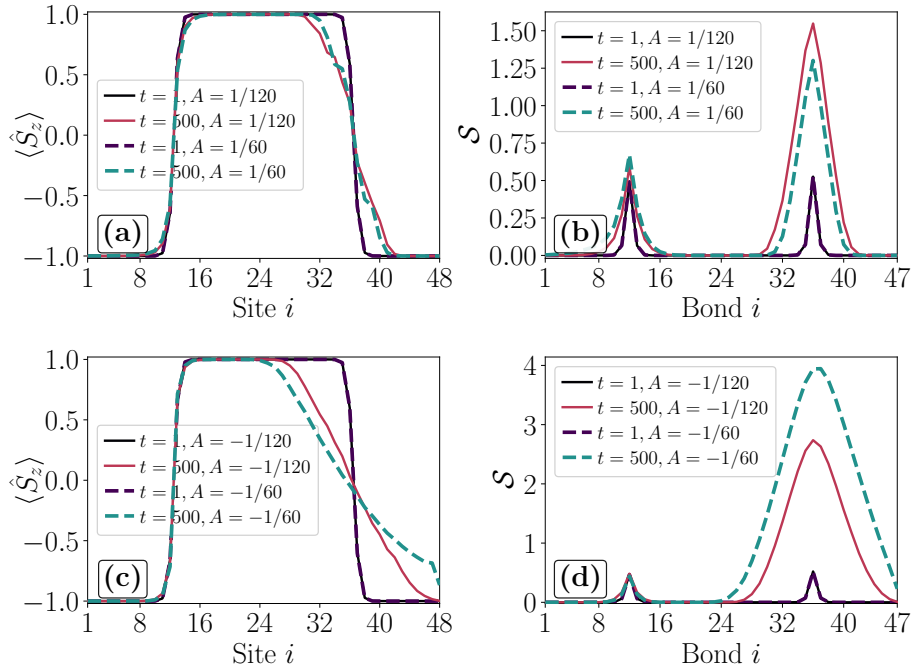 1.0
0.5
0.0
−0.5
−1.0
⟨Ŝz⟩
t = 1, A = 1/120
t = 500, A = 1/120
t = 1, A = 1/60
t = 500, A = 1/60
(a)
1 8 16 24 32 40 48
Site i
1.50
1.25
1.00
0.75
0.50
0.25
0.00
𝒮
t = 1, A = 1/120
t = 500, A = 1/120
t = 1, A = 1/60
t = 500, A = 1/60
(b)
1 8 16 24 32 40 47
Bond i
1.0
0.5
0.0
−0.5
−1.0
⟨Ŝz⟩
t = 1, A = −1/120
t = 500, A = −1/120
t = 1, A = −1/60
t = 500, A = −1/60
(c)
1 8 16 24 32 40 48
Site i
4
3
2
1
0
𝒮
t = 1, A = −1/120
t = 500, A = −1/120
t = 1, A = −1/60
t = 500, A = −1/60
(d)
1 8 16 24 32 40 47
Bond i